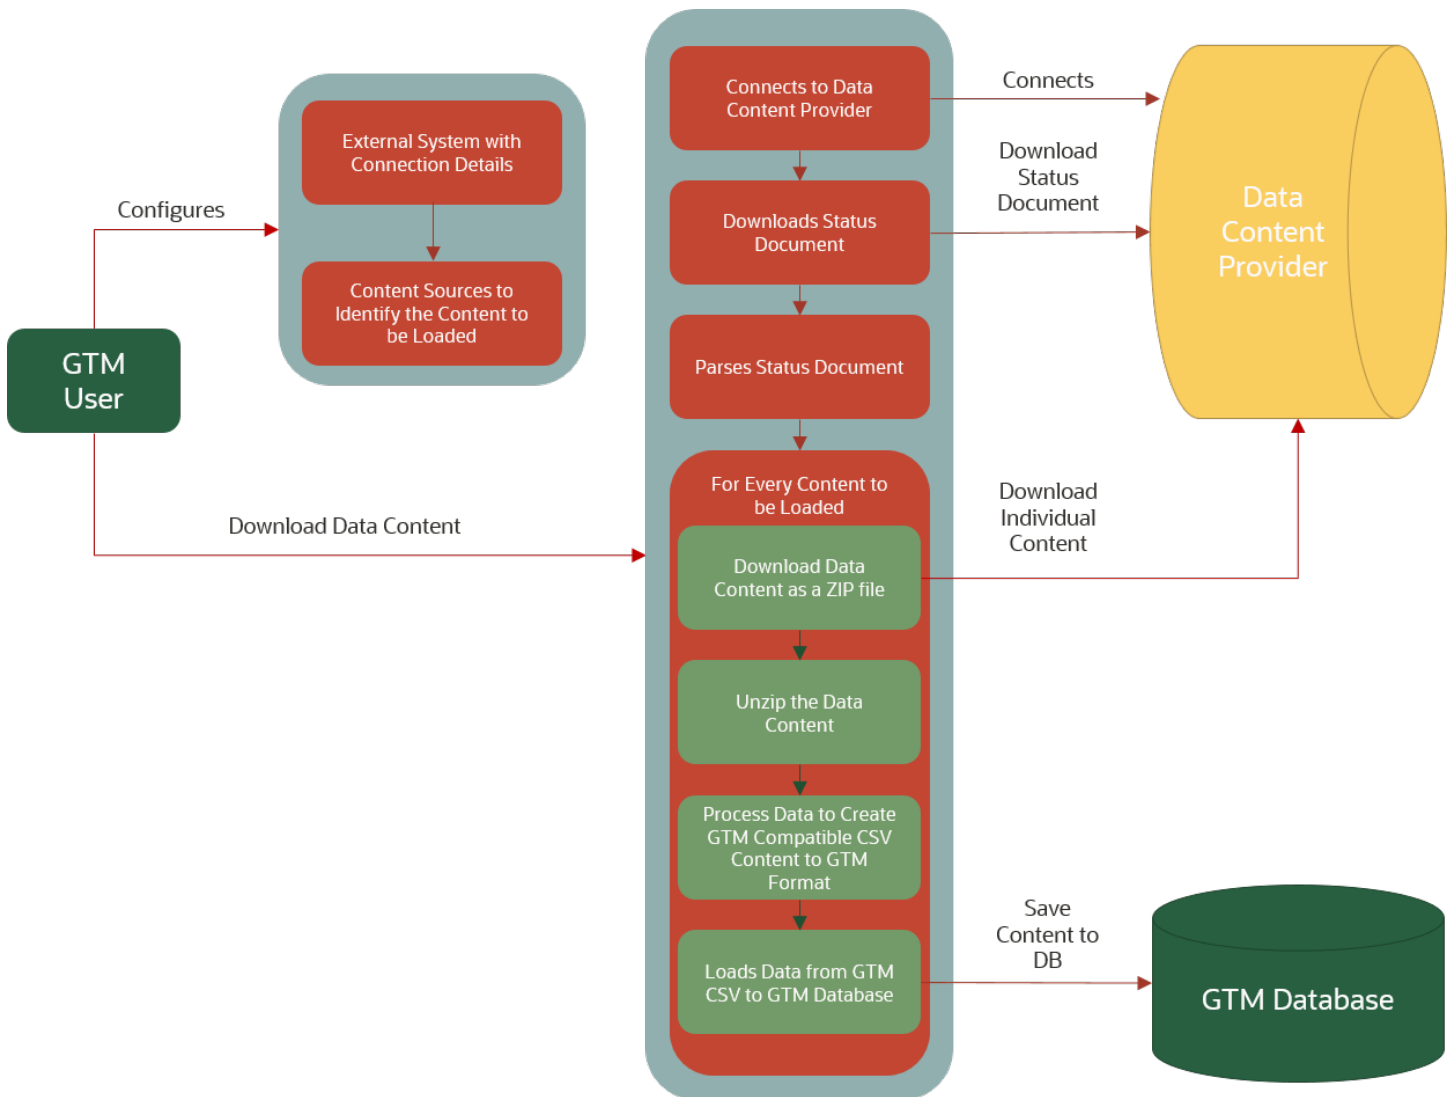 Configures
GTM
User
Download Data Content
External System with
Connection Details
Content Sources to
Identify the Content to
be Loaded
Connects to Data
Content Provider
Downloads Status
Document
Parses Status Document
For Every Content to
be Loaded
Download Data
Content as a ZIP file
Unzip the Data
Content
Process Data to Create
GTM Compatible CSV
Content to GTM
Format
Loads Data from GTM
CSV to GTM Database
Connects
Download
Status
Document
Download
Individual
Content
Save
Content to
DB
Data
Content
Provider
GTM Database